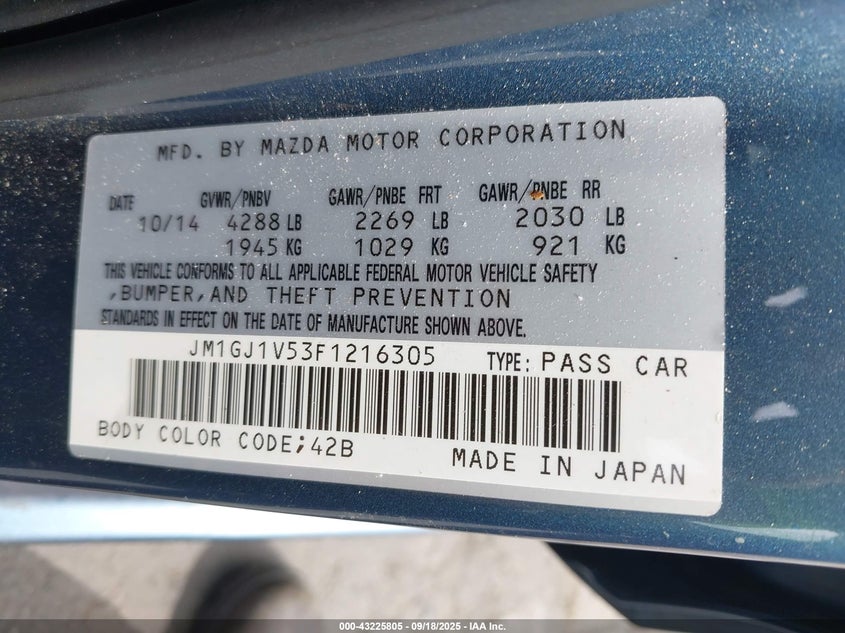 MFD. BY MAZDA MOTOR CORPORATION
DATE GVWR/PNBV GAWR/PNBE FRT GAWR/PNBE RR
10/14 4288 LB 2269 LB 2030 LB
1945 KG 1029 KG 921 KG
THIS VEHICLE CONFORMS TO ALL APPLICABLE FEDERAL MOTOR VEHICLE SAFETY
,BUMPER,AND THEFT PREVENTION
STANDARDS IN EFFECT ON THE DATE OF MANUFACTURE SHOWN ABOVE.
JM1GJ1V53F1216305 TYPE: PASS CAR
BODY COLOR CODE;42B
MADE IN JAPAN
000-43225805 - 09/18/2025 - IAA Inc.